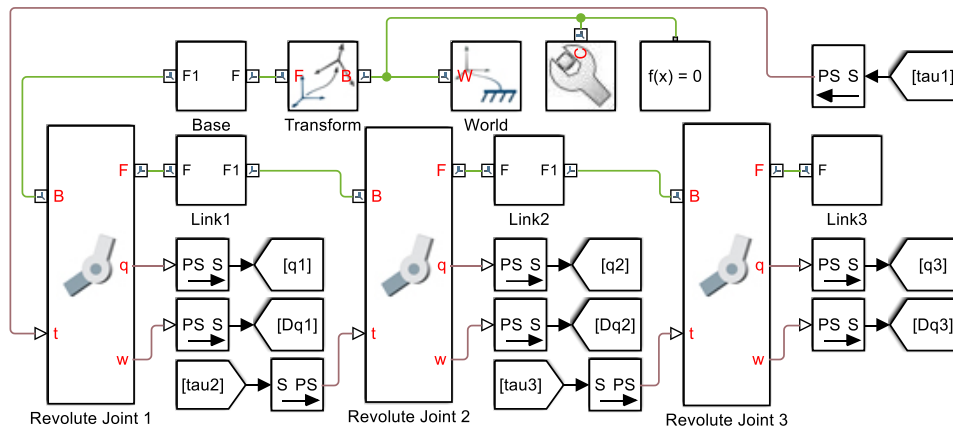 F1 F
Base
F B
Transform
W
World
C
f(x) = 0
PS S
[tau1]
B F
q
t
w
Revolute Joint 1
F F1
Link1
PS S
[q1]
PS S
[Dq1]
[tau2]
S PS
B F
q
t
w
Revolute Joint 2
F F1
Link2
PS S
[q2]
PS S
[Dq2]
[tau3]
S PS
B F
q
t
w
Revolute Joint 3
F
Link3
PS S
[q3]
PS S
[Dq3]